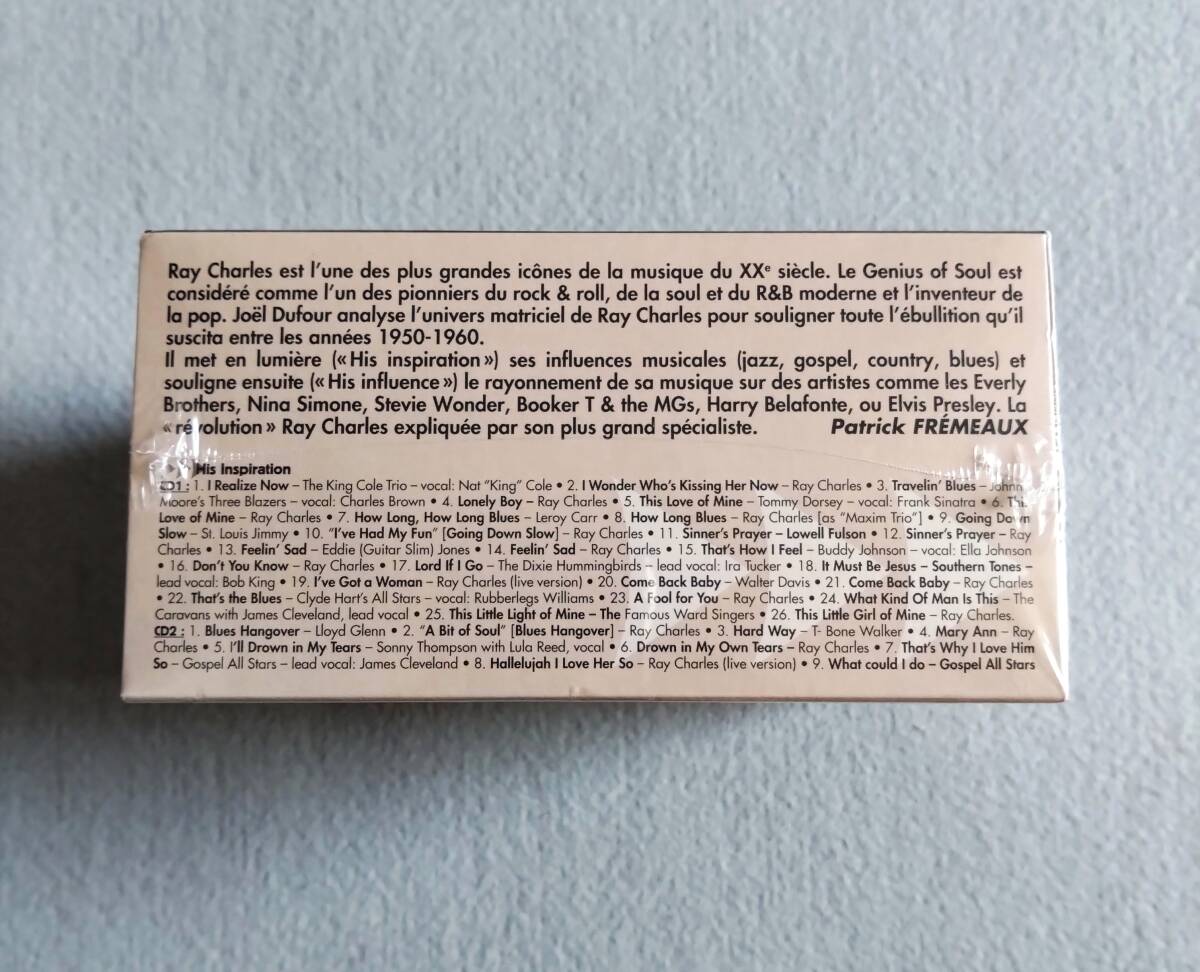 Ray Charles est l'une des plus grandes icônes de la musique du XXe siècle. Le Genius of Soul est
considéré comme l'un des pionniers du rock & roll, de la soul et du R&B moderne et l'inventeur de
la pop. Joël Dufour analyse l'univers matriciel de Ray Charles pour souligner toute l'ébullition qu'il
suscita entre les années 1950-1960.
Il met en lumière (« His inspiration ») ses influences musicales (jazz, gospel, country, blues) et
souligne ensuite (« His influence ») le rayonnement de sa musique sur des artistes comme les Everly
Brothers, Nina Simone, Stevie Wonder, Booker T & the MGs, Harry Belafonte, ou Elvis Presley. La
« révolution » Ray Charles expliquée par son plus grand spécialiste. Patrick FRÉMEAUX
His Inspiration
CD1 : 1. I Realize Now – The King Cole Trio – vocal: Nat "King" Cole • 2. I Wonder Who's Kissing Her Now – Ray Charles • 3. Travelin' Blues – Johnny
Moore's Three Blazers – vocal: Charles Brown • 4. Lonely Boy – Ray Charles • 5. This Love of Mine – Tommy Dorsey – vocal: Frank Sinatra • 6. This
Love of Mine – Ray Charles • 7. How Long, How Long Blues – Leroy Carr • 8. How Long Blues – Ray Charles [as "Maxim Trio"] • 9. Going Down
Slow – St. Louis Jimmy • 10. "I've Had My Fun" [Going Down Slow] – Ray Charles • 11. Sinner's Prayer – Lowell Fulson • 12. Sinner's Prayer – Ray
Charles • 13. Feelin' Sad – Eddie (Guitar Slim) Jones • 14. Feelin' Sad – Ray Charles • 15. That's How I Feel – Buddy Johnson – vocal: Ella Johnson
• 16. Don't You Know – Ray Charles • 17. Lord If I Go – The Dixie Hummingbirds – lead vocal: Ira Tucker • 18. It Must Be Jesus – Southern Tones –
lead vocal: Bob King • 19. I've Got a Woman – Ray Charles (live version) • 20. Come Back Baby – Walter Davis • 21. Come Back Baby – Ray Charles
• 22. That's the Blues – Clyde Hart's All Stars – vocal: Rubberlegs Williams • 23. A Fool for You – Ray Charles • 24. What Kind Of Man Is This – The
Caravans with James Cleveland, lead vocal • 25. This Little Light of Mine – The Famous Ward Singers • 26. This Little Girl of Mine – Ray Charles.
CD2 : 1. Blues Hangover – Lloyd Glenn • 2. "A Bit of Soul" [Blues Hangover] – Ray Charles • 3. Hard Way – T- Bone Walker • 4. Mary Ann – Ray
Charles • 5. I'll Drown in My Tears – Sonny Thompson with Lula Reed, vocal • 6. Drown in My Own Tears – Ray Charles • 7. That's Why I Love Him
So – Gospel All Stars – lead vocal: James Cleveland • 8. Hallelujah I Love Her So – Ray Charles (live version) • 9. What could I do – Gospel All Stars